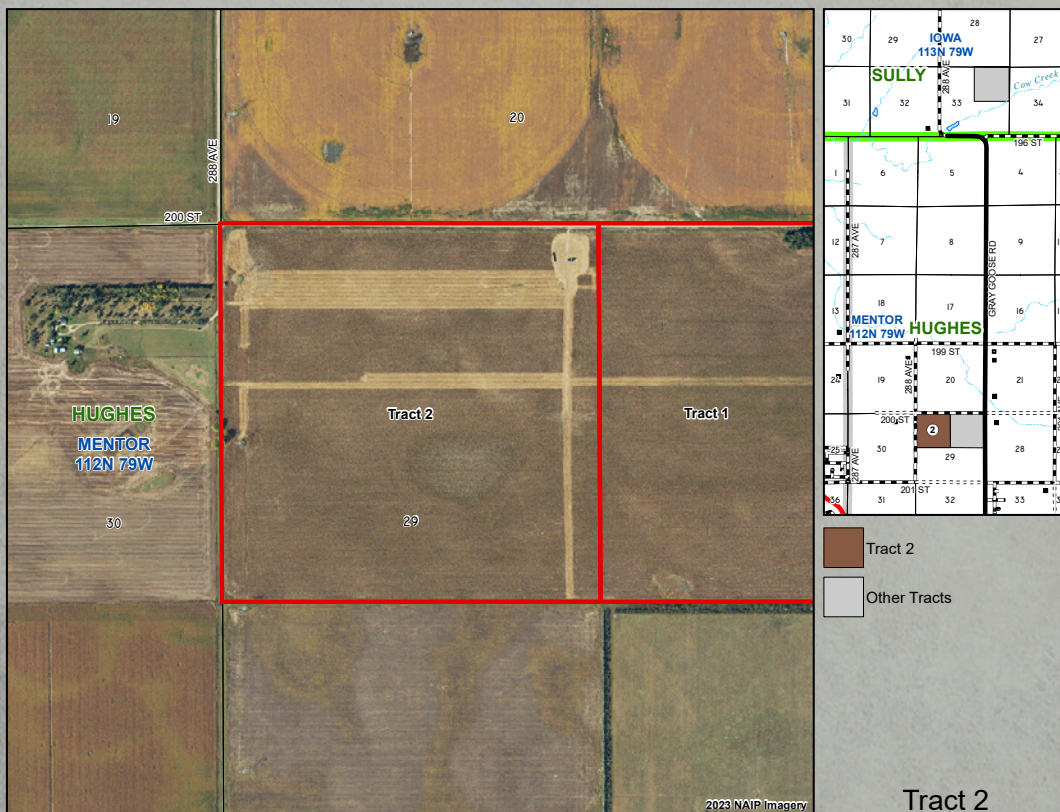 19
20
288 AVE
200 ST
HUGHES
MENTOR
112N 79W
30
Tract 2
Tract 1
29
2023 NAIP Imagery
28
30
29
IOWA
113N 79W
27
SULLY
288 AVE
Cow Creek
31
32
33
34
196 ST
1
6
5
4
287 AVE
12
7
8
9
GRAY GOOSE RD
18
17
13
16
MENTOR
112N 79W
HUGHES
199 ST
24
19
288 AVE
20
21
200 ST
2
25
30
29
28
287 AVE
201 ST
36
31
32
33
Tract 2
Other Tracts
Tract 2